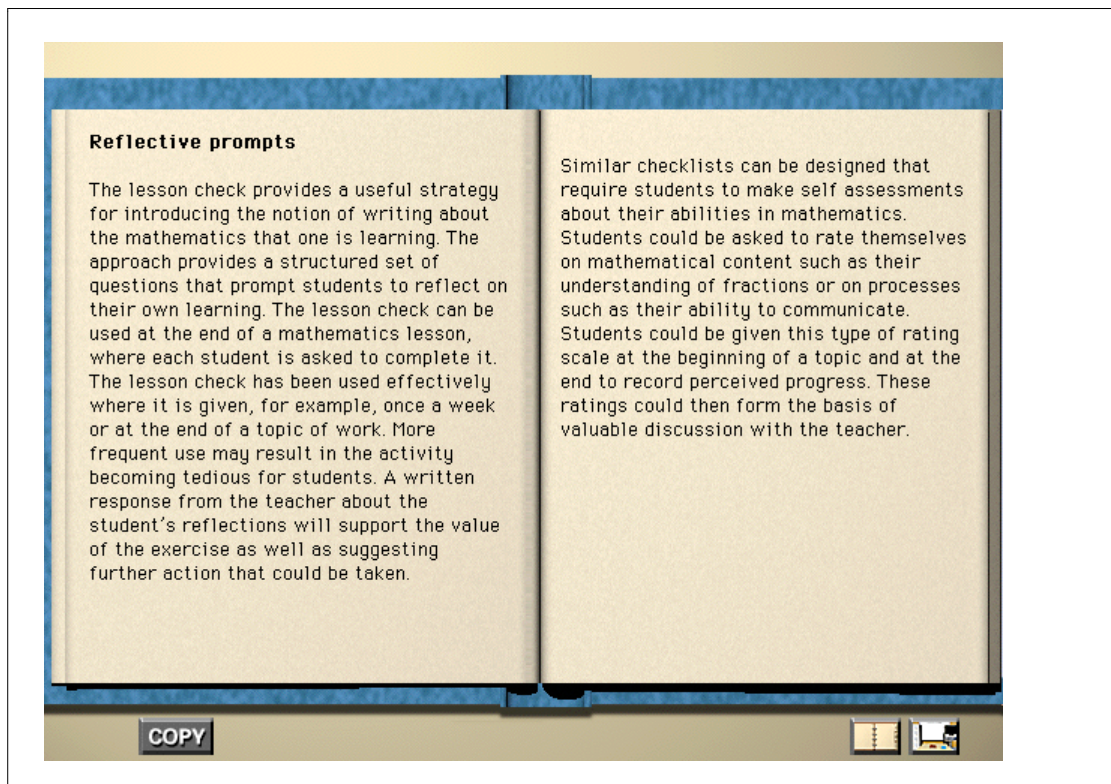 Reflective prompts
The lesson check provides a useful strategy
for introducing the notion of writing about
the mathematics that one is learning. The
approach provides a structured set of
questions that prompt students to reflect on
their own learning. The lesson check can be
used at the end of a mathematics lesson,
where each student is asked to complete it.
The lesson check has been used effectively
where it is given, for example, once a week
or at the end of a topic of work. More
frequent use may result in the activity
becoming tedious for students. A written
response from the teacher about the
student's reflections will support the value
of the exercise as well as suggesting
further action that could be taken.
Similar checklists can be designed that
require students to make self assessments
about their abilities in mathematics.
Students could be asked to rate themselves
on mathematical content such as their
understanding of fractions or on processes
such as their ability to communicate.
Students could be given this type of rating
scale at the beginning of a topic and at the
end to record perceived progress. These
ratings could then form the basis of
valuable discussion with the teacher.
COPY